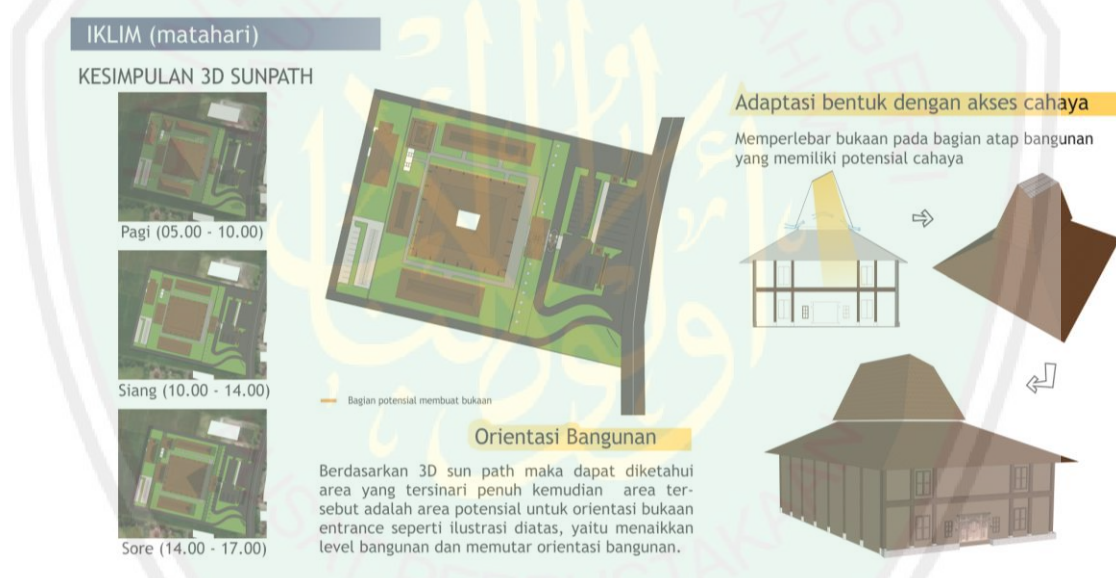 IKLIM (matahari)
KESIMPULAN 3D SUNPATH
Pagi (05.00 - 10.00)
Siang (10.00 - 14.00)
Sore (14.00 - 17.00)
Bagian potensial membuat bukaan
Orientasi Bangunan
Berdasarkan 3D sun path maka dapat diketahui
area yang tersinari penuh kemudian area ter-
sebut adalah area potensial untuk orientasi bukaan
entrance seperti ilustrasi diatas, yaitu menaikkan
level bangunan dan memutar orientasi bangunan.
Adaptasi bentuk dengan akses cahaya
Memperlebar bukaan pada bagian atap bangunan
yang memiliki potensial cahaya